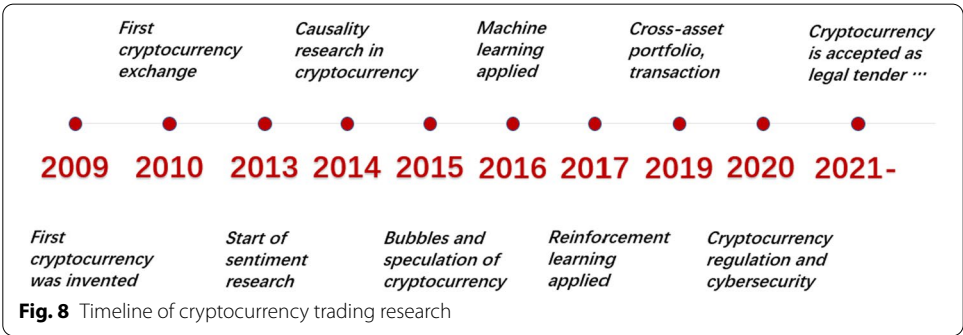 First
cryptocurrency
exchange
Causality
research in
cryptocurrency
Machine
learning
applied
Cross-asset
portfolio,
transaction
Cryptocurrency
is accepted as
legal tender ···
2009 2010 2013 2014 2015 2016 2017 2019 2020 2021-
First
cryptocurrency
was invented
Start of
sentiment
research
Bubbles and
speculation of
cryptocurrency
Reinforcement
learning
applied
Cryptocurrency
regulation and
cybersecurity
Fig. 8 Timeline of cryptocurrency trading research